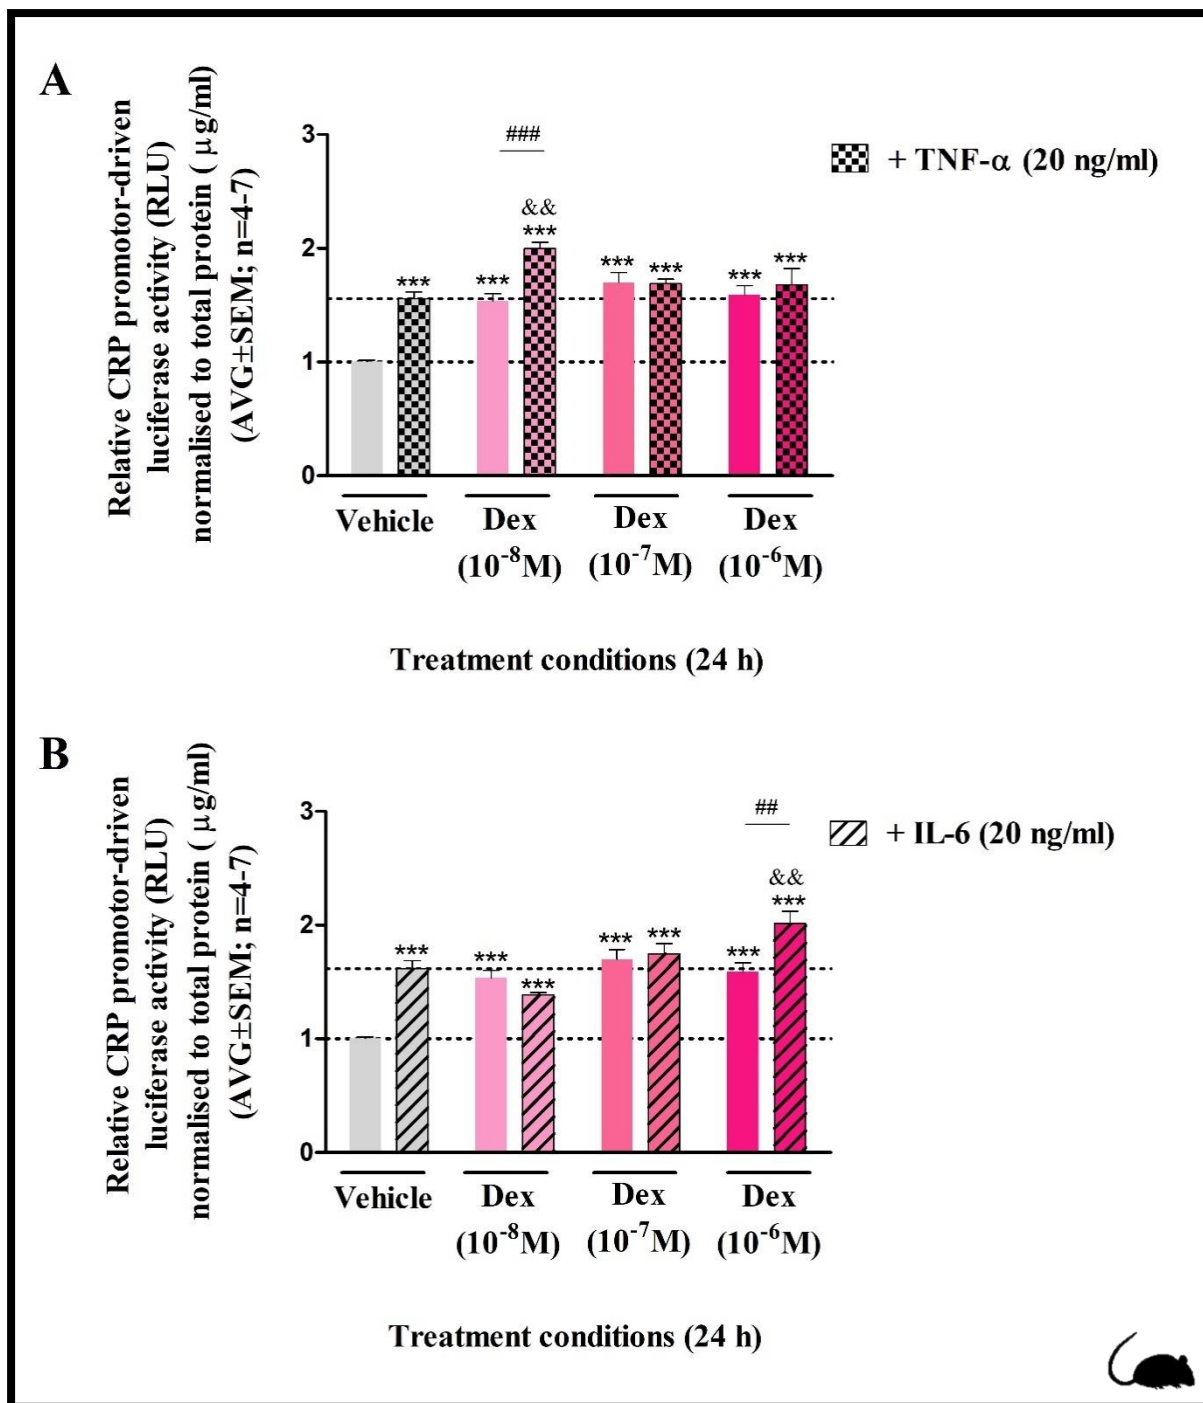 A
Relative CRP promotor-driven
luciferase activity (RLU)
normalised to total protein ( μg/ml)
(AVG±SEM; n=4-7)
3
2
1
0
###
&&
***
***
***
***
***
***
***
+ TNF-α (20 ng/ml)
Vehicle
Dex
(10⁻⁸M)
Dex
(10⁻⁷M)
Dex
(10⁻⁶M)
Treatment conditions (24 h)
B
Relative CRP promotor-driven
luciferase activity (RLU)
normalised to total protein ( μg/ml)
(AVG±SEM; n=4-7)
3
2
1
0
##
&&
***
***
***
***
***
***
***
+ IL-6 (20 ng/ml)
Vehicle
Dex
(10⁻⁸M)
Dex
(10⁻⁷M)
Dex
(10⁻⁶M)
Treatment conditions (24 h)